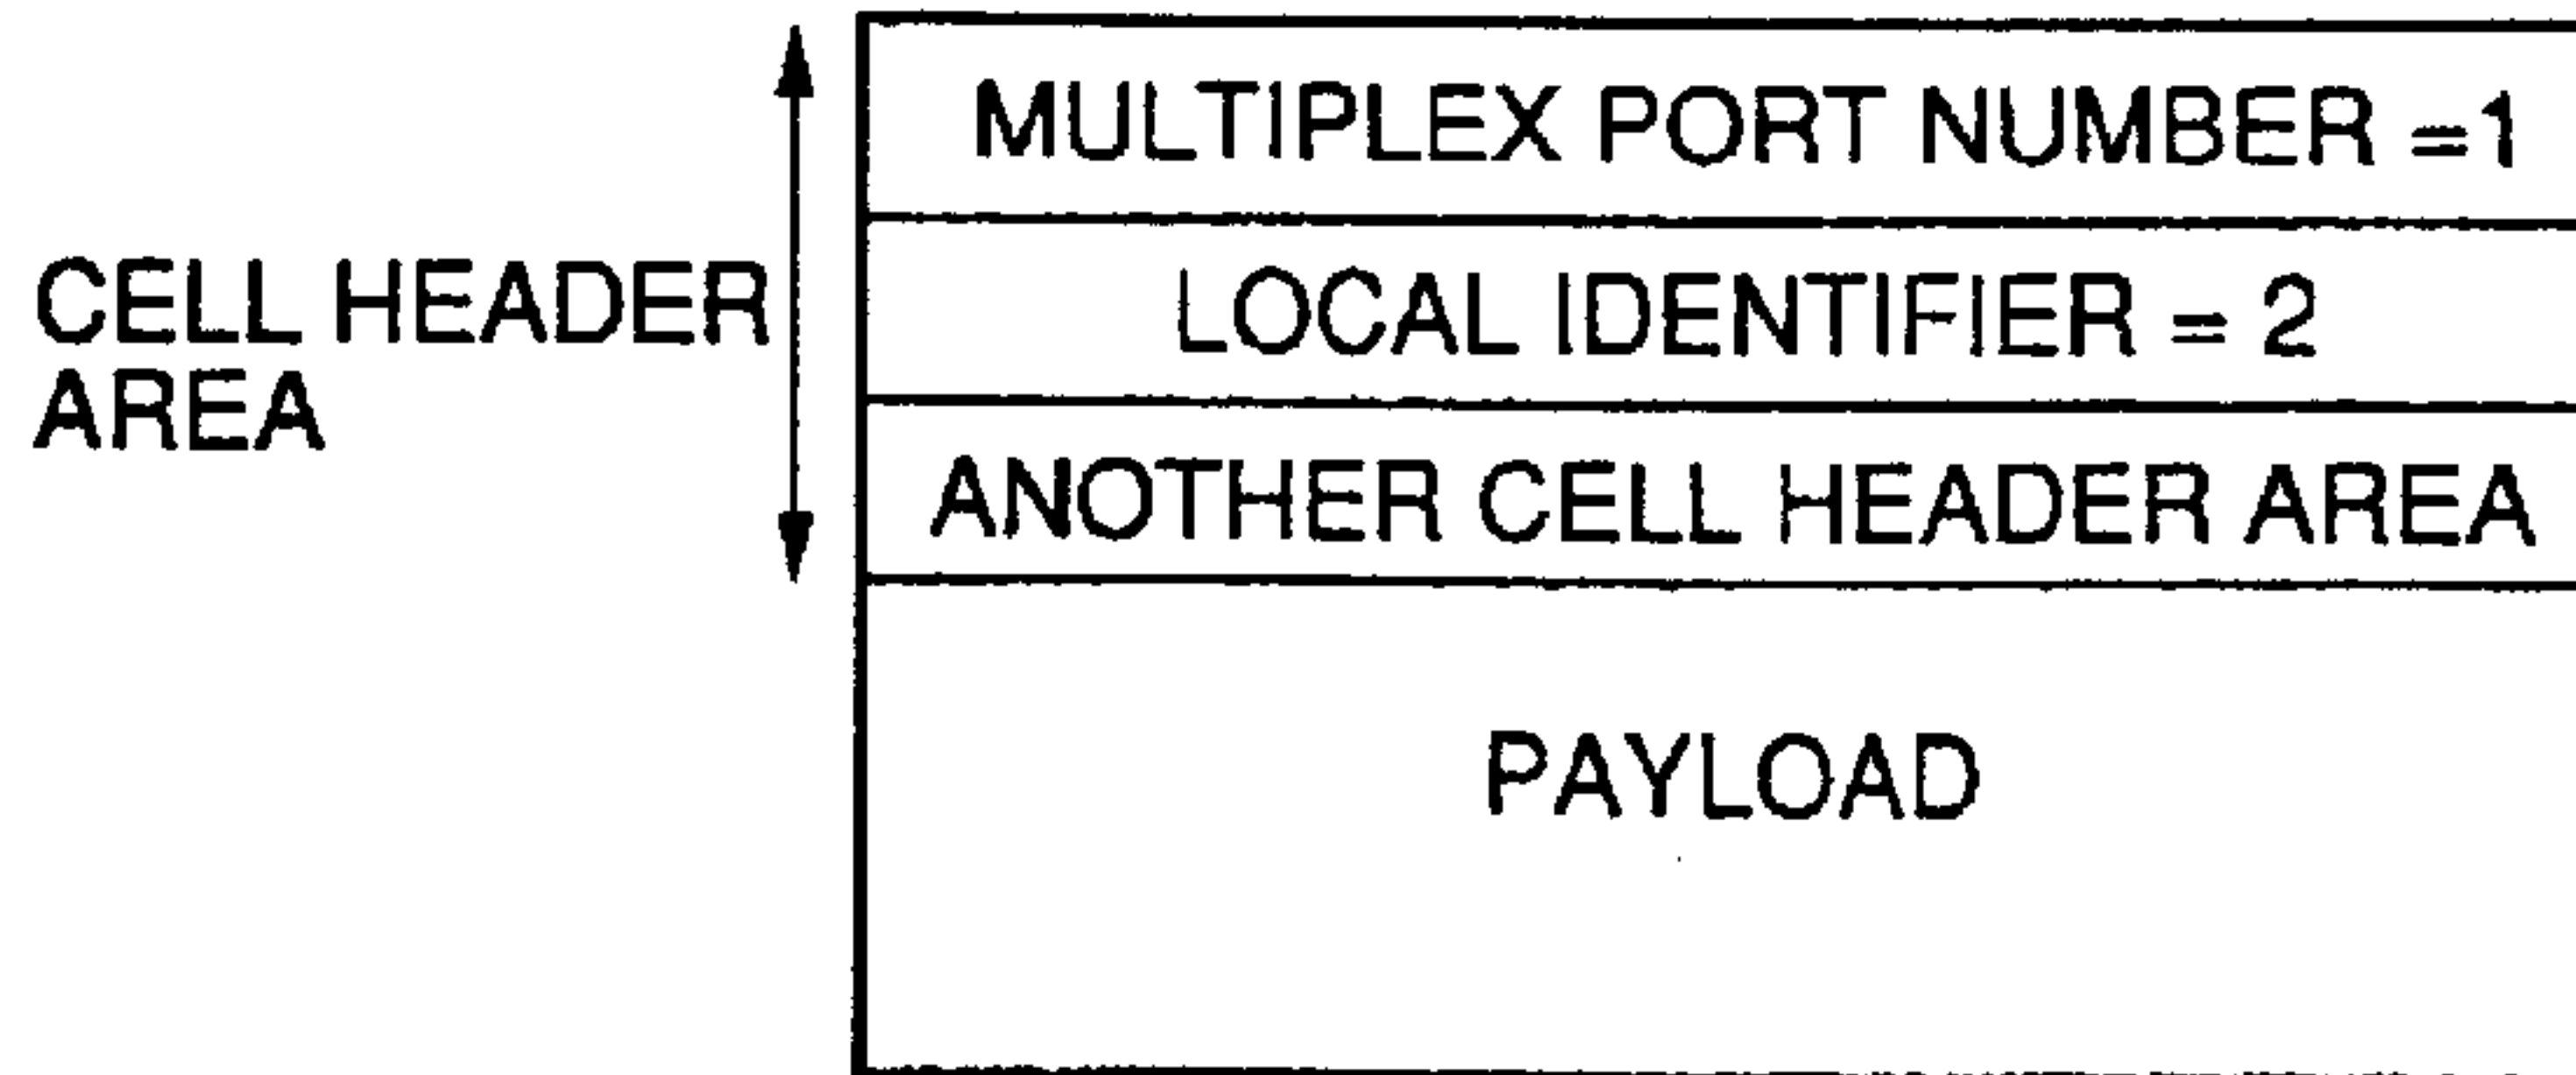 CELL HEADER
AREA
MULTIPLEX PORT NUMBER =1
LOCAL IDENTIFIER = 2
ANOTHER CELL HEADER AREA
PAYLOAD